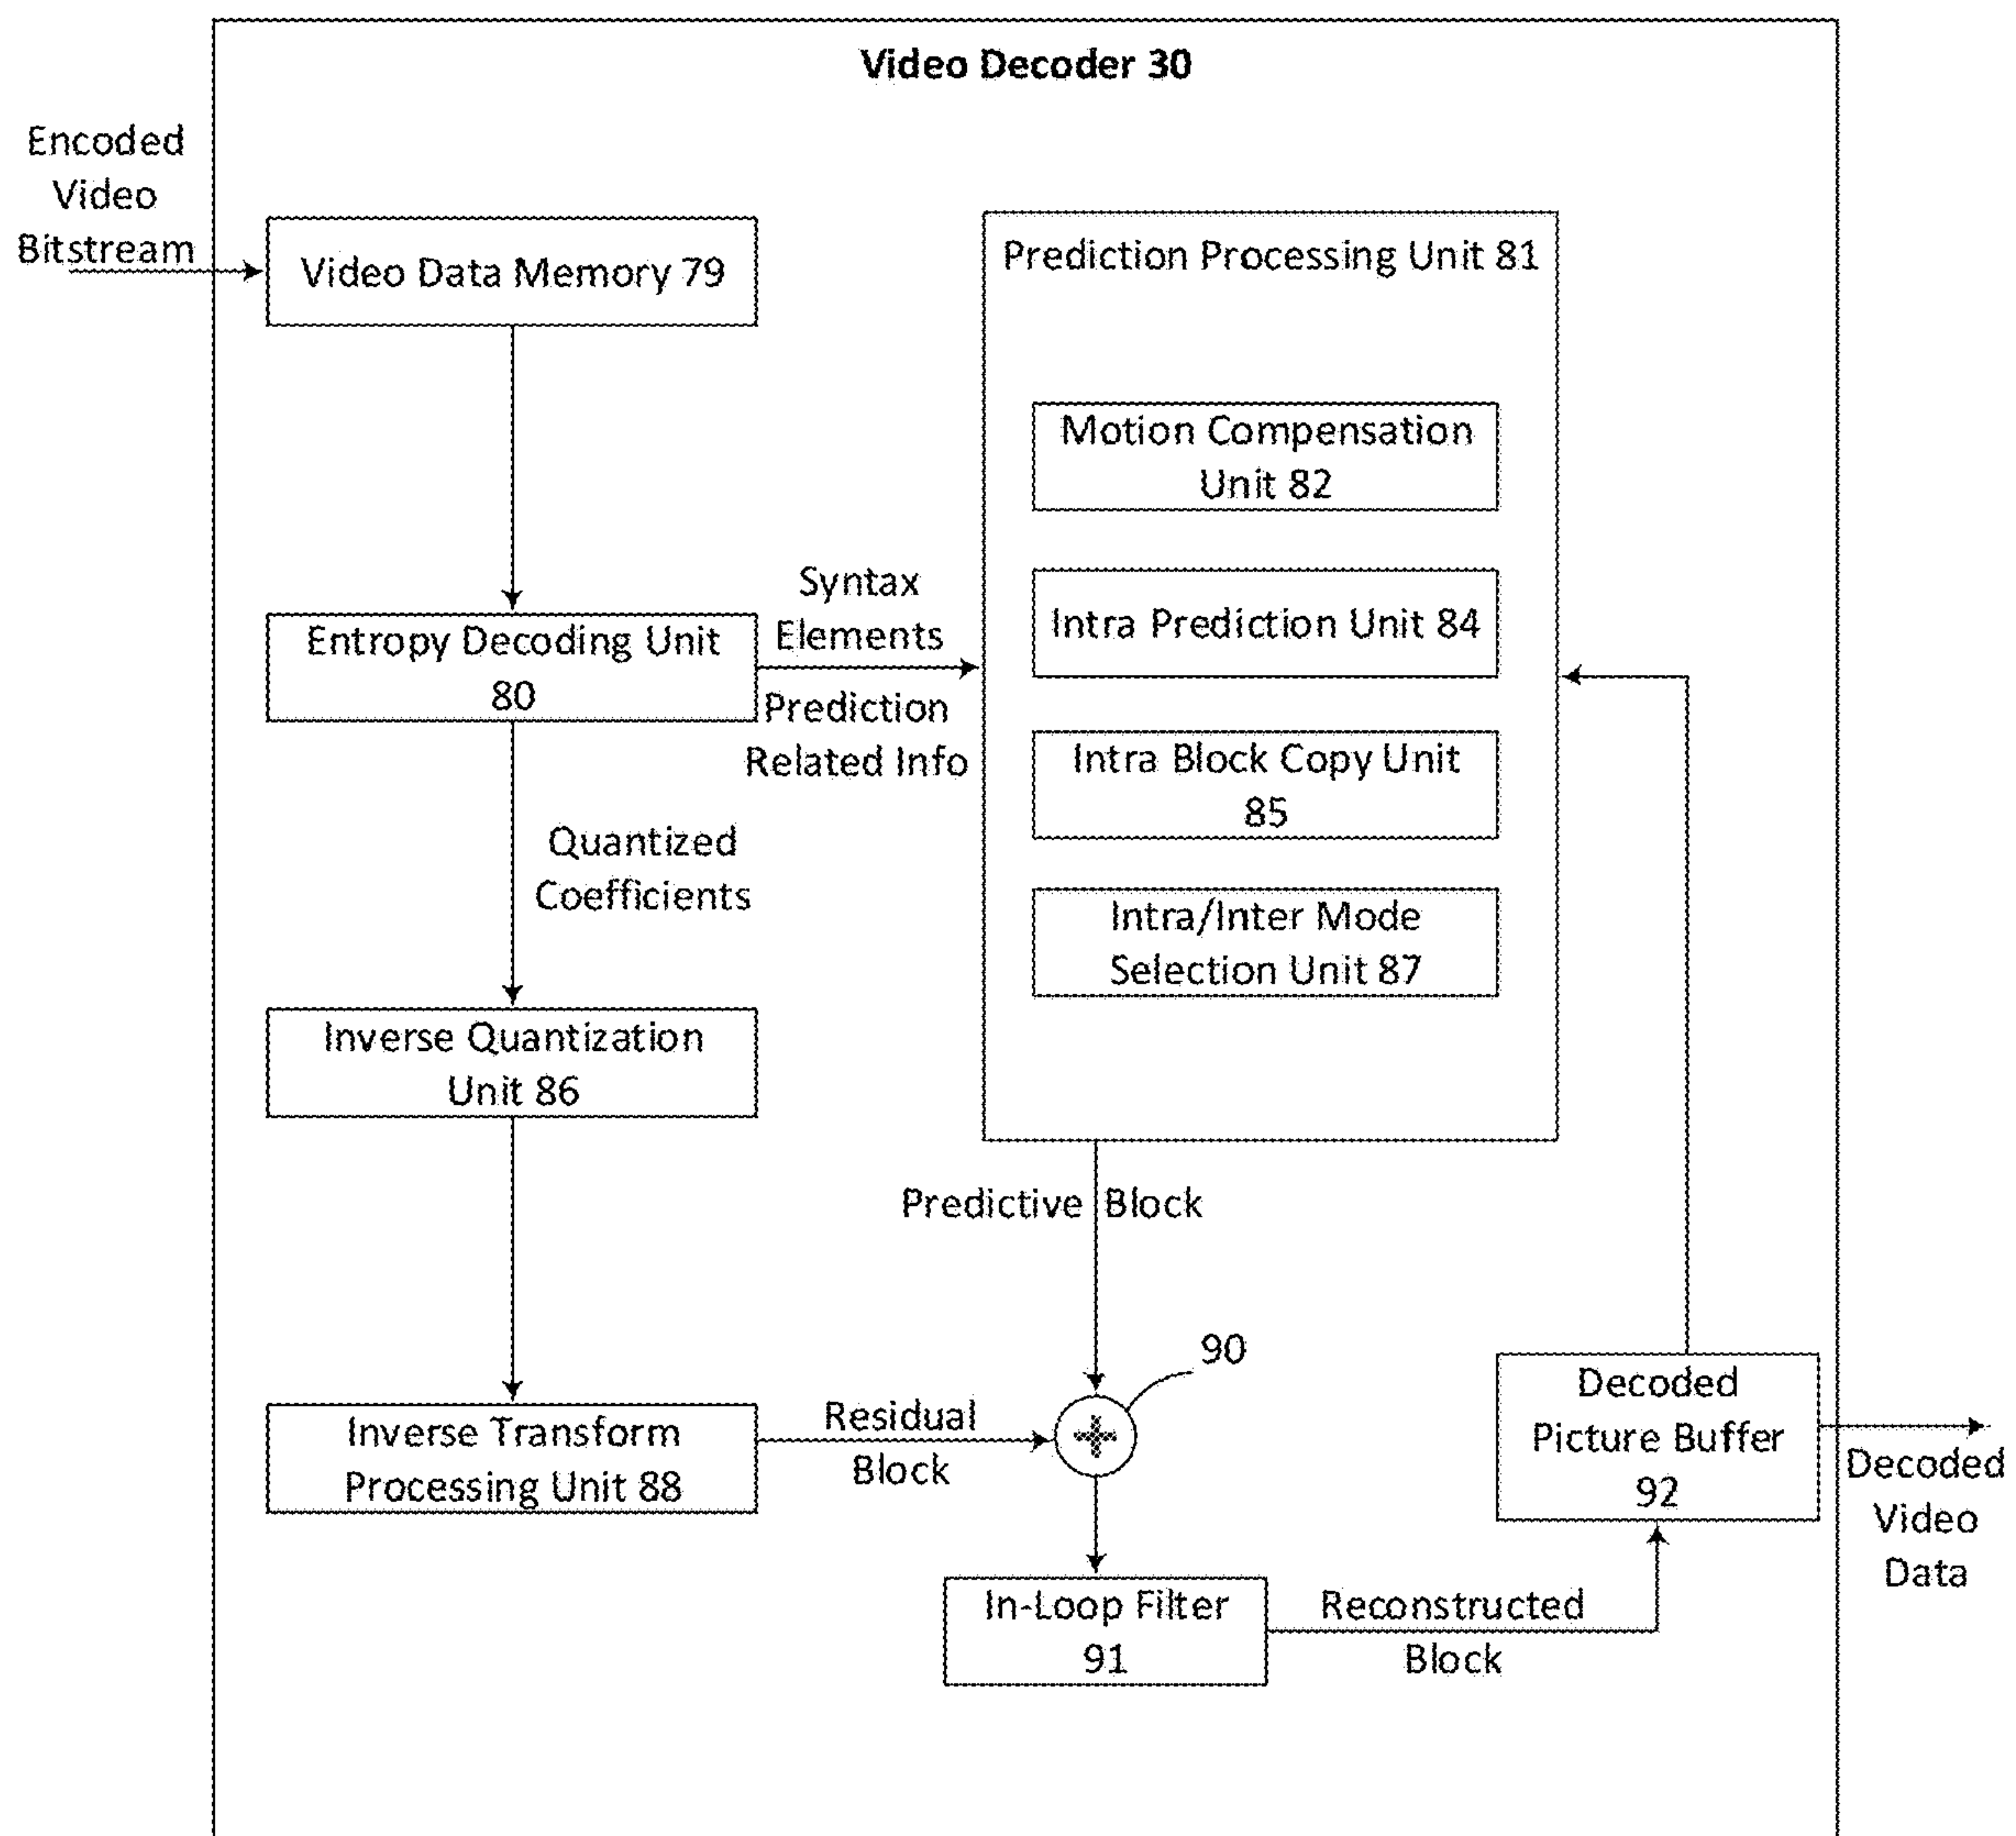 Video Decoder 30
Encoded
Video
Bitstream
Video Data Memory 79
Prediction Processing Unit 81
Motion Compensation
Unit 82
Syntax
Elements
Intra Prediction Unit 84
Entropy Decoding Unit
80
Prediction
Related Info
Intra Block Copy Unit
85
Quantized
Coefficients
Intra/Inter Mode
Selection Unit 87
Inverse Quantization
Unit 86
Predictive Block
90
Inverse Transform
Processing Unit 88
Residual
Block
Decoded
Picture Buffer
92
Decoded
Video
Data
In-Loop Filter
91
Reconstructed
Block